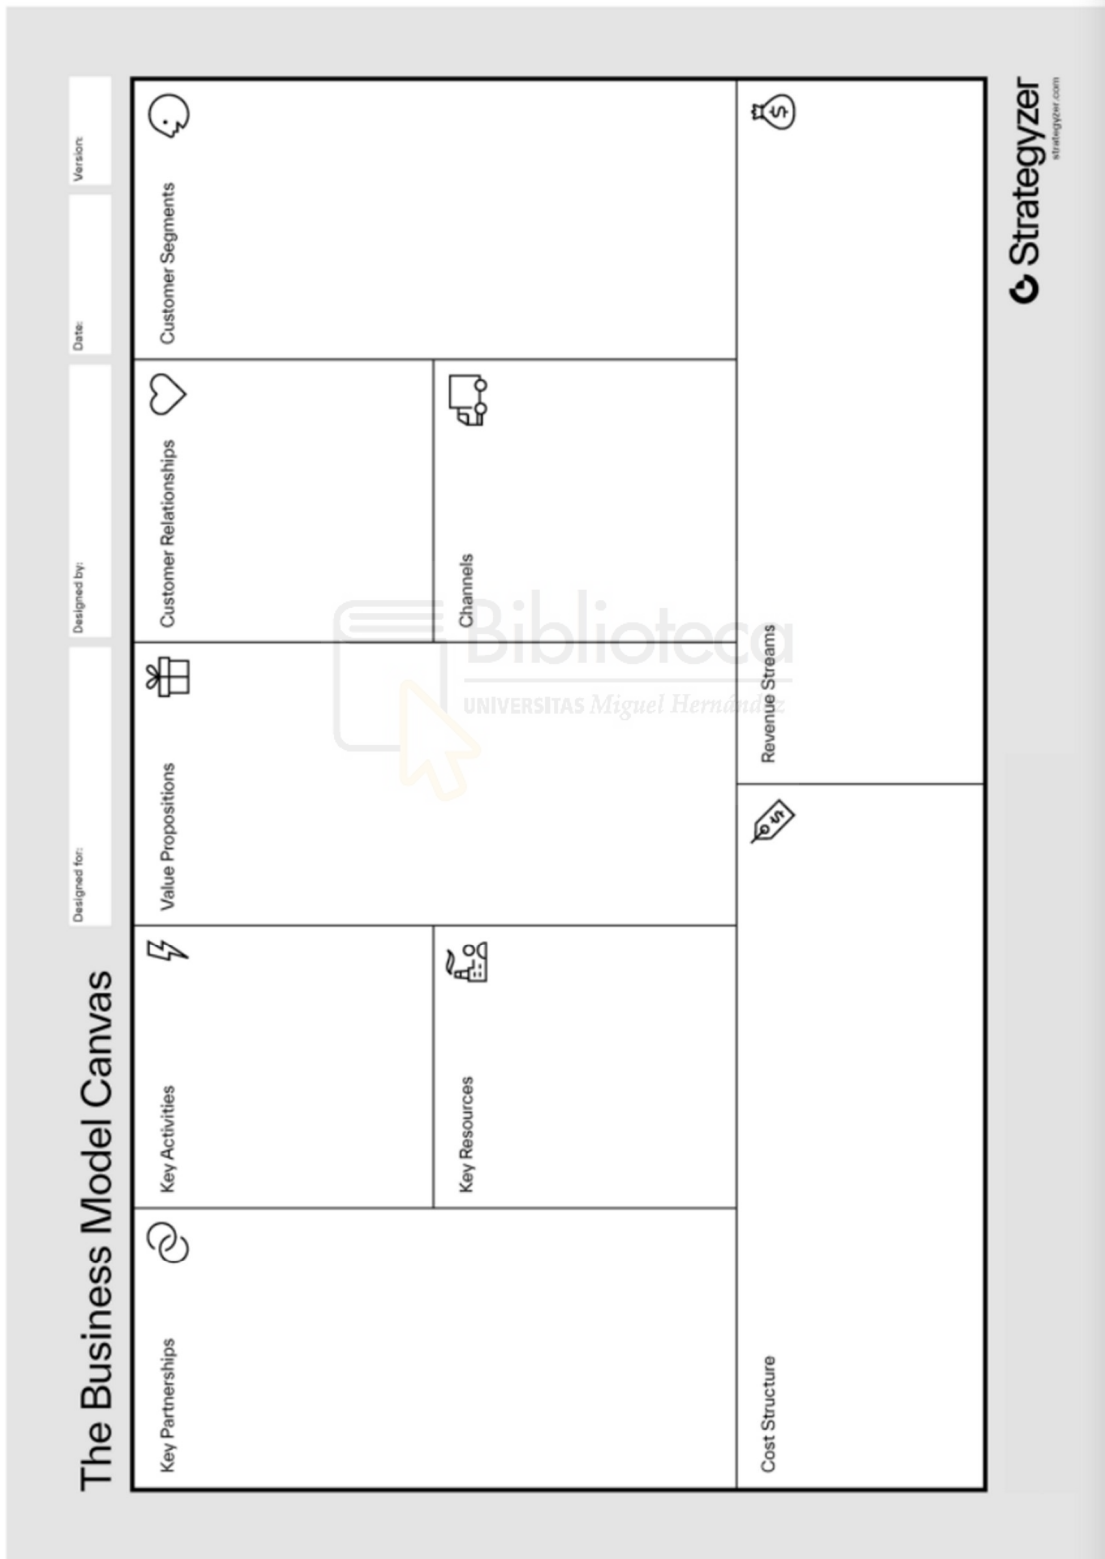 The Business Model Canvas
Designed for:
Designed by:
Date:
Version:
Key Partnerships
Key Activities
Key Resources
Value Propositions
Customer Relationships
Channels
Customer Segments
Cost Structure
Revenue Streams
Strategyzer
strategyzer.com
Biblioteca
UNIVERSITAS Miguel Hernández